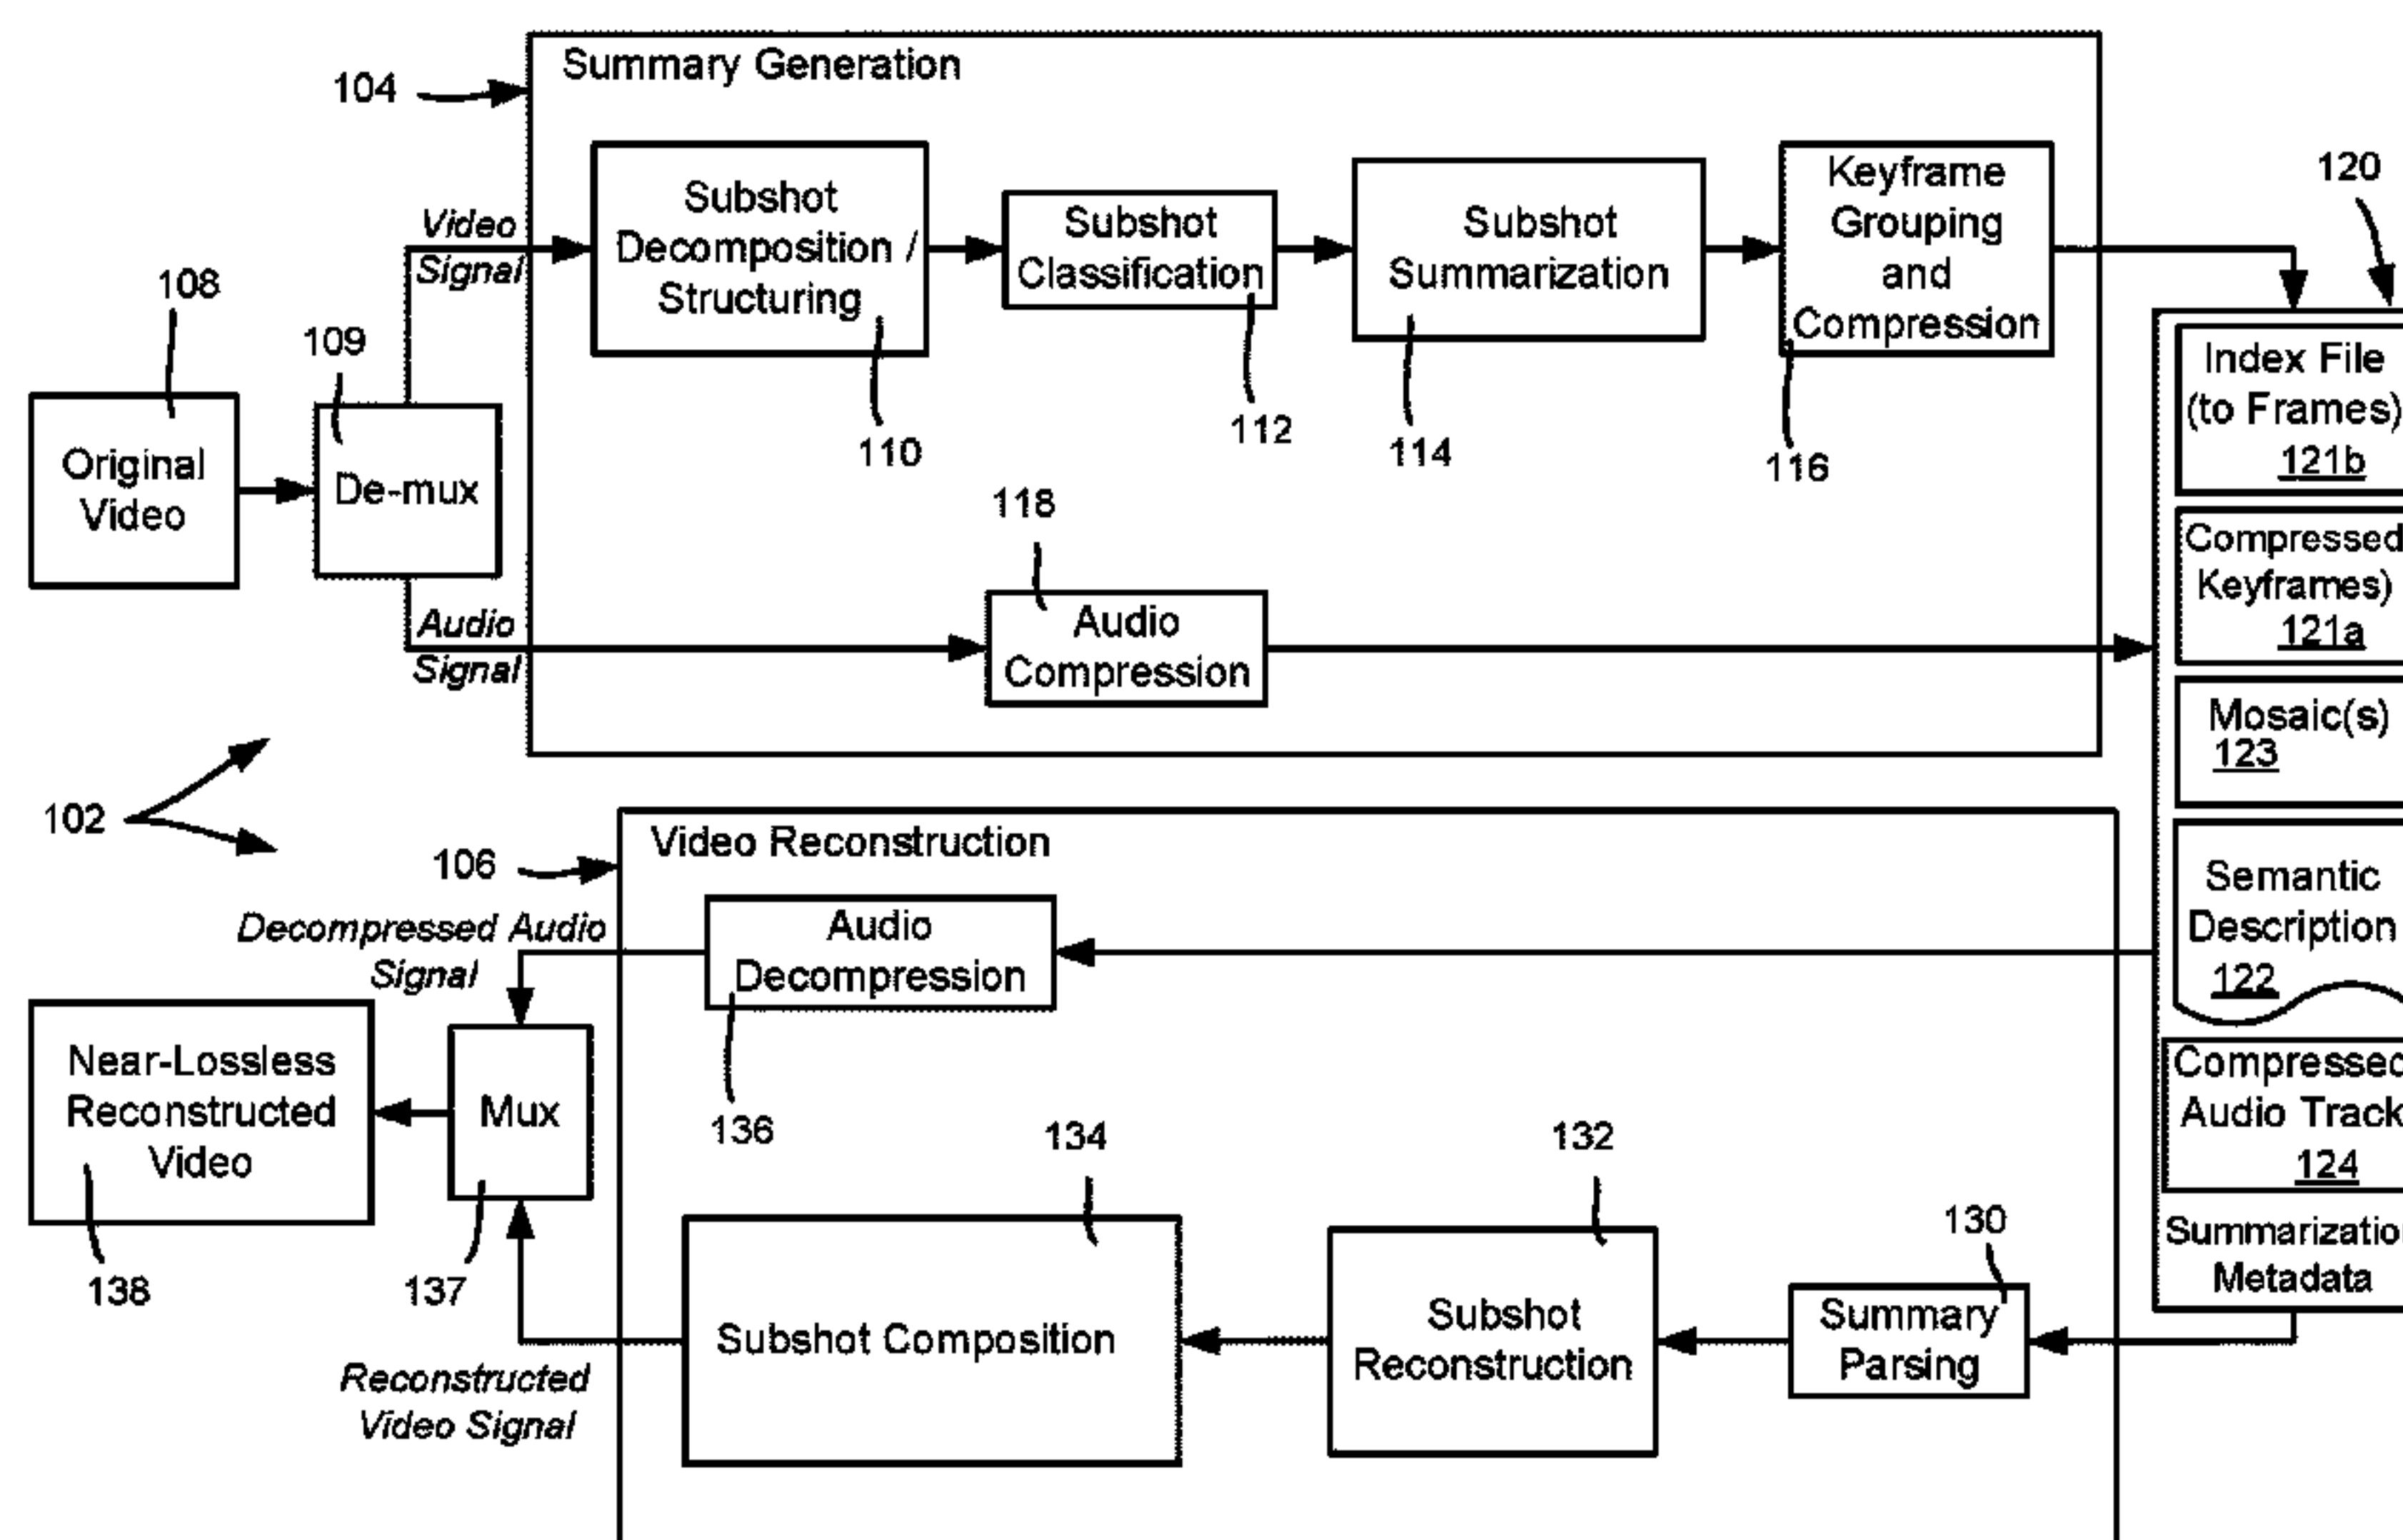 Summary Generation
104
Subshot
Decomposition /
Structuring
110
Subshot
Classification
112
Subshot
Summarization
114
Keyframe
Grouping
and
Compression
116
120
Video
Signal
108
109
Original
Video
De-mux
Audio
Signal
118
Audio
Compression
Index File
(to Frames)
121b
Compressed
Keyframes)
121a
Mosaic(s)
123
Semantic
Description
122
Compressed
Audio Track
124
Summarization
Metadata
102
106
Video Reconstruction
Decompressed Audio
Signal
Audio
Decompression
136
Near-Lossless
Reconstructed
Video
138
Mux
137
134
Subshot Composition
132
Subshot
Reconstruction
130
Summary
Parsing
Reconstructed
Video Signal